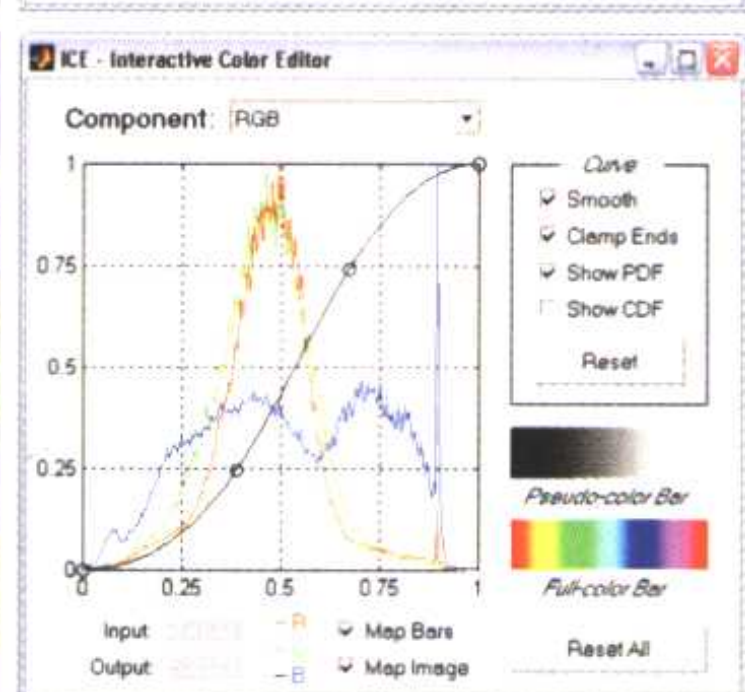 ICE - Interactive Color Editor
Component: RGB
1
0.75
0.5
0.25
0
0 0.25 0.5 0.75 1
Curve
Smooth
Clamp Ends
Show PDF
Show CDF
Reset
Pseudo-color Bar
Full-color Bar
Input:
Output:
R
B
Map Bars
Map Image
Reset All